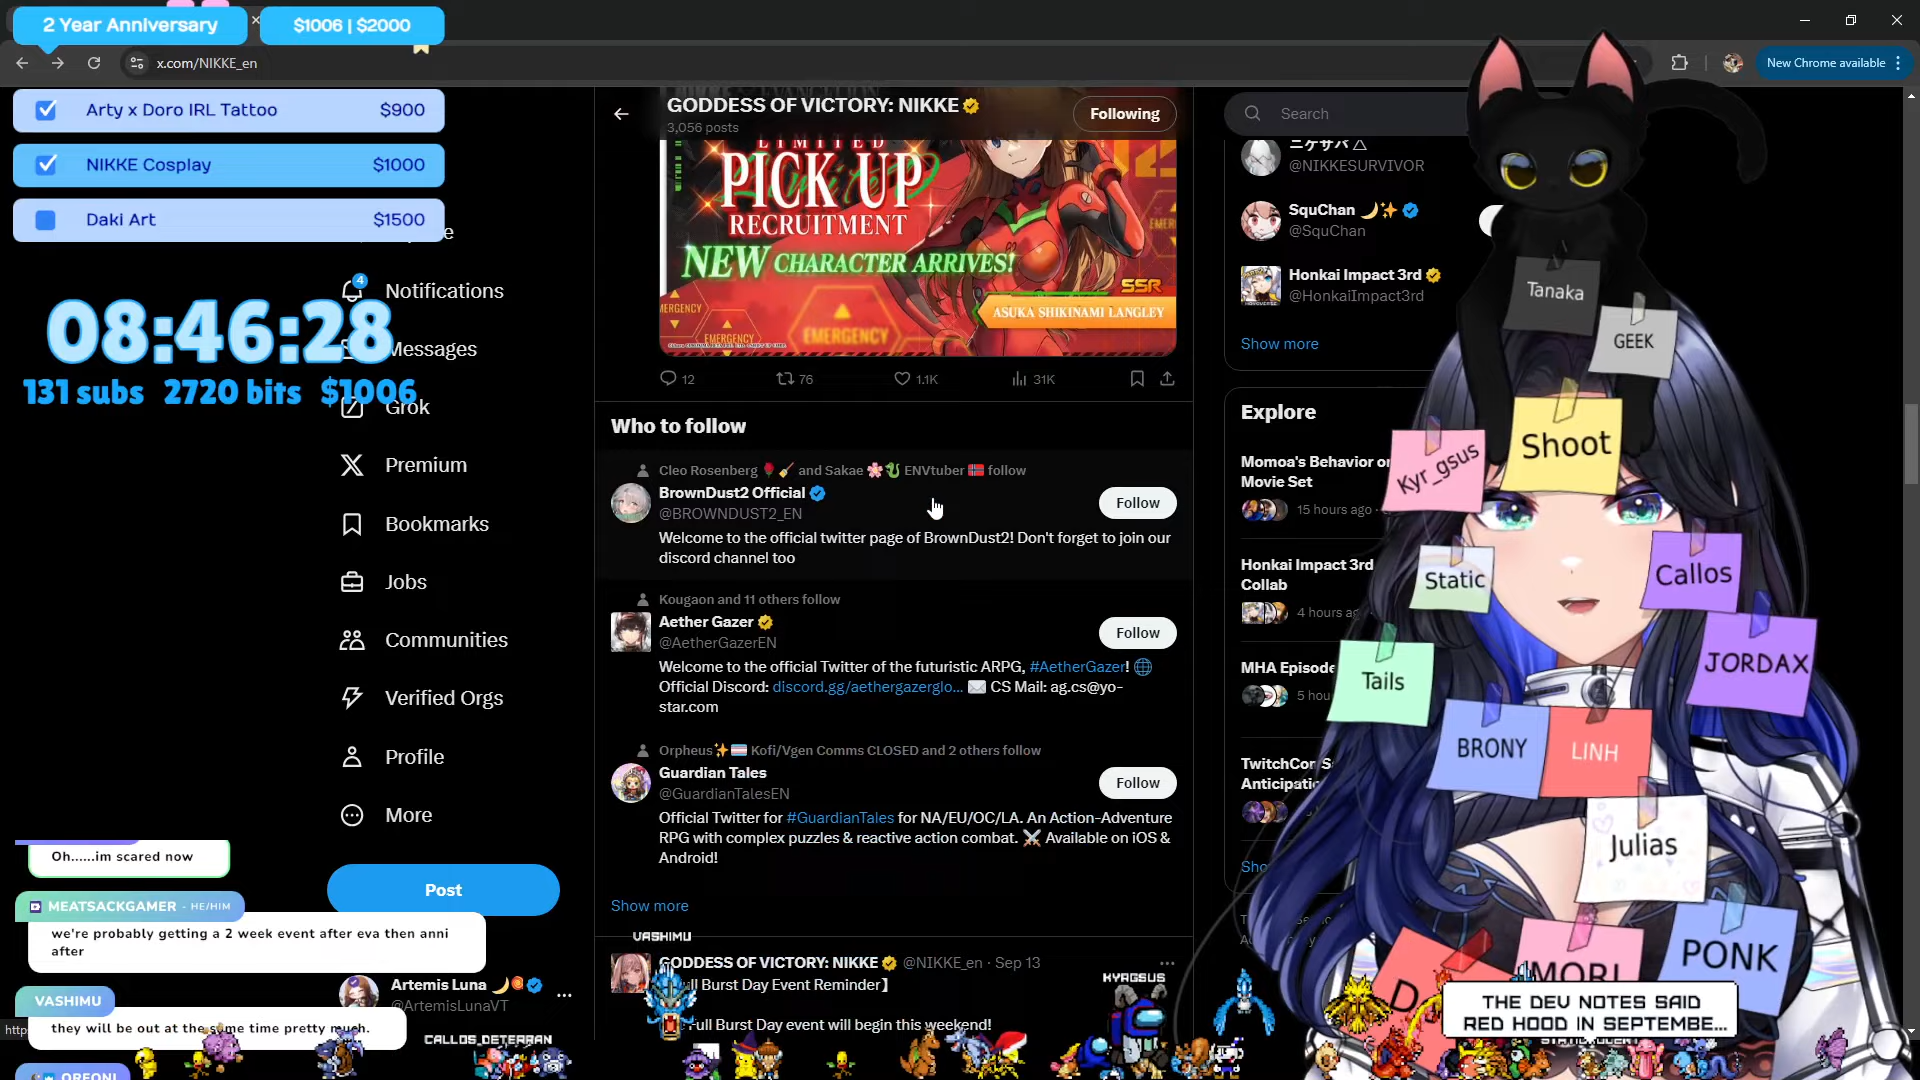 2 Year Anniversary
$1006 | $2000
x.com/NIKKE_en
New Chrome available
Arty x Doro IRL Tattoo
$900
NIKKE Cosplay
$1000
Daki Art
$1500
08:46:28
131 subs 2720 bits $1006
4
Notifications
Messages
Grok
Premium
Bookmarks
Jobs
Communities
Verified Orgs
Profile
More
Post
Oh......im scared now
MEATSACKGAMER - HE/HIM
we're probably getting a 2 week event after eva then anni
after
VASHIMU
they will be out at the same time pretty much.
Artemis Luna
@ArtemisLunaVT
CALLOS_DETERRAN
GODDESS OF VICTORY: NIKKE
3,056 posts
Following
LIMITED
PICK UP
RECRUITMENT
NEW CHARACTER ARRIVES!
SSR
ASUKA SHIKINAMI LANGLEY
EMERGENCY
EMERGENCY
12
76
1.1K
31K
Who to follow
Cleo Rosenberg 🌹 and Sakae 🌸 ENVtuber 🇳🇴 follow
BrownDust2 Official
@BROWNDUST2_EN
Follow
Welcome to the official twitter page of BrownDust2! Don't forget to join our
discord channel too
Kougaon and 11 others follow
Aether Gazer
@AetherGazerEN
Follow
Welcome to the official Twitter of the futuristic ARPG, #AetherGazer! 🌐
Official Discord: discord.gg/aethergazerglo... ✉️ CS Mail: ag.cs@yo-
star.com
Orpheus✨🏳️‍⚧️ Kofi/Vgen Comms CLOSED and 2 others follow
Guardian Tales
@GuardianTalesEN
Follow
Official Twitter for #GuardianTales for NA/EU/OC/LA. An Action-Adventure
RPG with complex puzzles & reactive action combat. ⚔️ Available on iOS &
Android!
Show more
VASHIMU
GODDESS OF VICTORY: NIKKE @NIKKE_en · Sep 13
Burst Day Event Reminder】
Full Burst Day event will begin this weekend!
KYRGSUS
Search
ニケサバ △
@NIKKESURVIVOR
SquChan 🌙✨
@SquChan
Honkai Impact 3rd
@HonkaiImpact3rd
Show more
Explore
Momoa's Behavior
Movie Set
15 hours ago
Honkai Impact 3rd
Collab
4 hours
MHA Episode
5
Tanaka
GEEK
Shoot
Kyr_gsus
Static
Callos
JORDAX
Tails
BRONY
LINH
Julias
PONK
MORI
THE DEV NOTES SAID
RED HOOD IN SEPTEMBE...